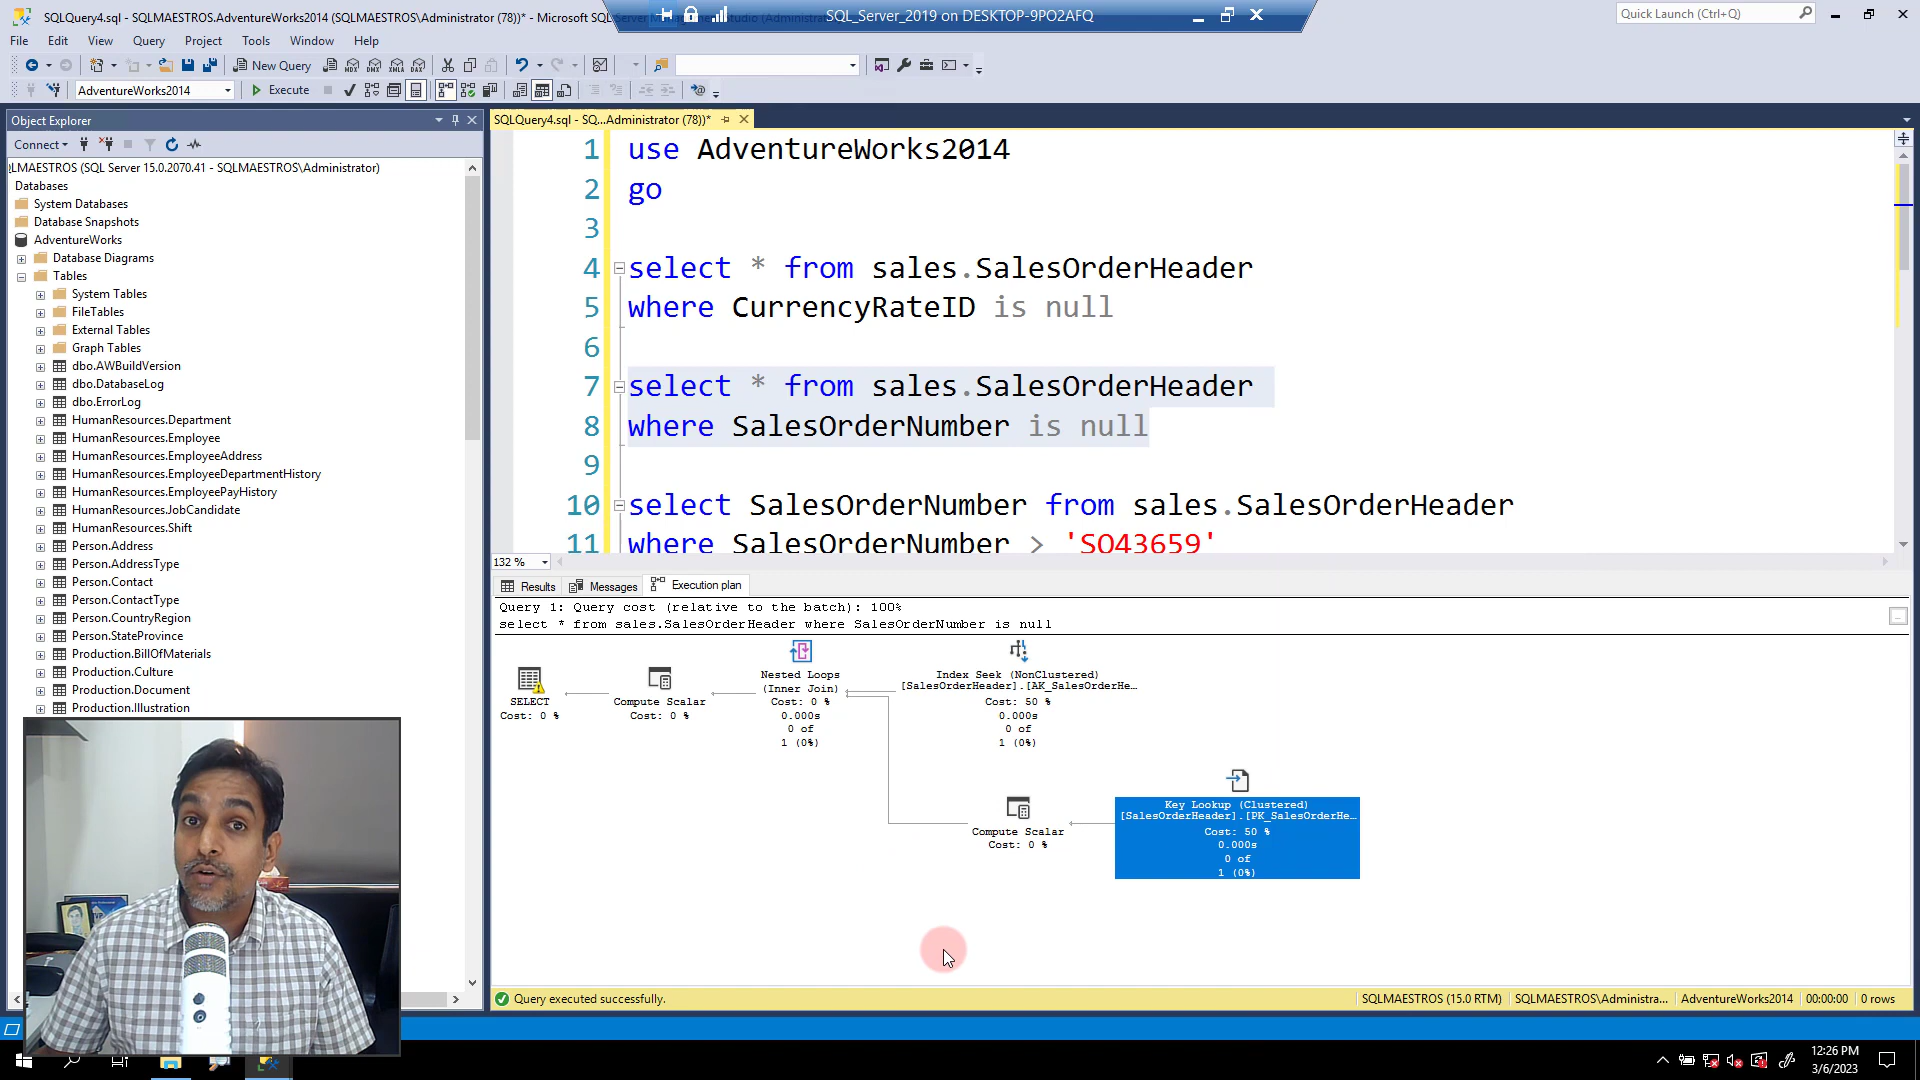 SQLQuery4.sql - SQLMAESTROS.AdventureWorks2014 (SQLMAESTROS\Administrator (78))* - Microsoft SQL
SQL_Server_2019 on DESKTOP-9PO2AFQ
Quick Launch (Ctrl+Q)
File Edit View Query Project Tools Window Help
New Query
AdventureWorks2014
Execute
Object Explorer
SQLQuery4.sql - SQ...Administrator (78))*
Connect
LMAESTROS (SQL Server 15.0.2070.41 - SQLMAESTROS\Administrator)
Databases
System Databases
Database Snapshots
AdventureWorks
Database Diagrams
Tables
System Tables
FileTables
External Tables
Graph Tables
dbo.AWBuildVersion
dbo.DatabaseLog
dbo.ErrorLog
HumanResources.Department
HumanResources.Employee
HumanResources.EmployeeAddress
HumanResources.EmployeeDepartmentHistory
HumanResources.EmployeePayHistory
HumanResources.JobCandidate
HumanResources.Shift
Person.Address
Person.AddressType
Person.Contact
Person.ContactType
Person.CountryRegion
Person.StateProvince
Production.BillOfMaterials
Production.Culture
Production.Document
Production.Illustration
1 use AdventureWorks2014
2 go
3
4 select * from sales.SalesOrderHeader
5 where CurrencyRateID is null
6
7 select * from sales.SalesOrderHeader
8 where SalesOrderNumber is null
9
10 select SalesOrderNumber from sales.SalesOrderHeader
11 where SalesOrderNumber > 'SO43659'
132 %
Results Messages Execution plan
Query 1: Query cost (relative to the batch): 100%
select * from sales.SalesOrderHeader where SalesOrderNumber is null
SELECT
Cost: 0 %
Compute Scalar
Cost: 0 %
Nested Loops
(Inner Join)
Cost: 0 %
0.000s
0 of
1 (0%)
Index Seek (NonClustered)
[SalesOrderHeader].[AK_SalesOrderHe...
Cost: 50 %
0.000s
0 of
1 (0%)
Compute Scalar
Cost: 0 %
Key Lookup (Clustered)
[SalesOrderHeader].[PK_SalesOrderHe...
Cost: 50 %
0.000s
0 of
1 (0%)
Query executed successfully.
SQLMAESTROS (15.0 RTM) SQLMAESTROS\Administra... AdventureWorks2014 00:00:00 0 rows
12:26 PM
3/6/2023